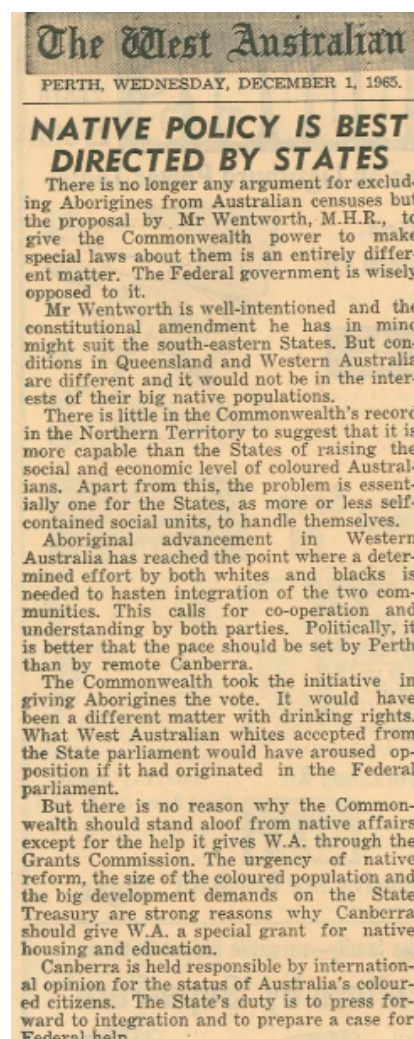 The West Australian
PERTH, WEDNESDAY, DECEMBER 1, 1965.
NATIVE POLICY IS BEST
DIRECTED BY STATES
There is no longer any argument for exclud-
ing Aborigines from Australian censuses but
the proposal by Mr Wentworth, M.H.R., to
give the Commonwealth power to make
special laws about them is an entirely differ-
ent matter. The Federal government is wisely
opposed to it.
Mr Wentworth is well-intentioned and the
constitutional amendment he has in mind
might suit the south-eastern States. But con-
ditions in Queensland and Western Australia
are different and it would not be in the inter-
ests of their big native populations.
There is little in the Commonwealth's record
in the Northern Territory to suggest that it is
more capable than the States of raising the
social and economic level of coloured Austral-
ians. Apart from this, the problem is essent-
ially one for the States, as more or less self-
contained social units, to handle themselves.
Aboriginal advancement in Western
Australia has reached the point where a deter-
mined effort by both whites and blacks is
needed to hasten integration of the two com-
munities. This calls for co-operation and
understanding by both parties. Politically, it
is better that the pace should be set by Perth
than by remote Canberra.
The Commonwealth took the initiative in
giving Aborigines the vote. It would have
been a different matter with drinking rights.
What West Australian whites accepted from
the State parliament would have aroused op-
position if it had originated in the Federal
parliament.
But there is no reason why the Common-
wealth should stand aloof from native affairs
except for the help it gives W.A. through the
Grants Commission. The urgency of native
reform, the size of the coloured population and
the big development demands on the State
Treasury are strong reasons why Canberra
should give W.A. a special grant for native
housing and education.
Canberra is held responsible by internation-
al opinion for the status of Australia's colour-
ed citizens. The State's duty is to press for-
ward to integration and to prepare a case for
Federal help.